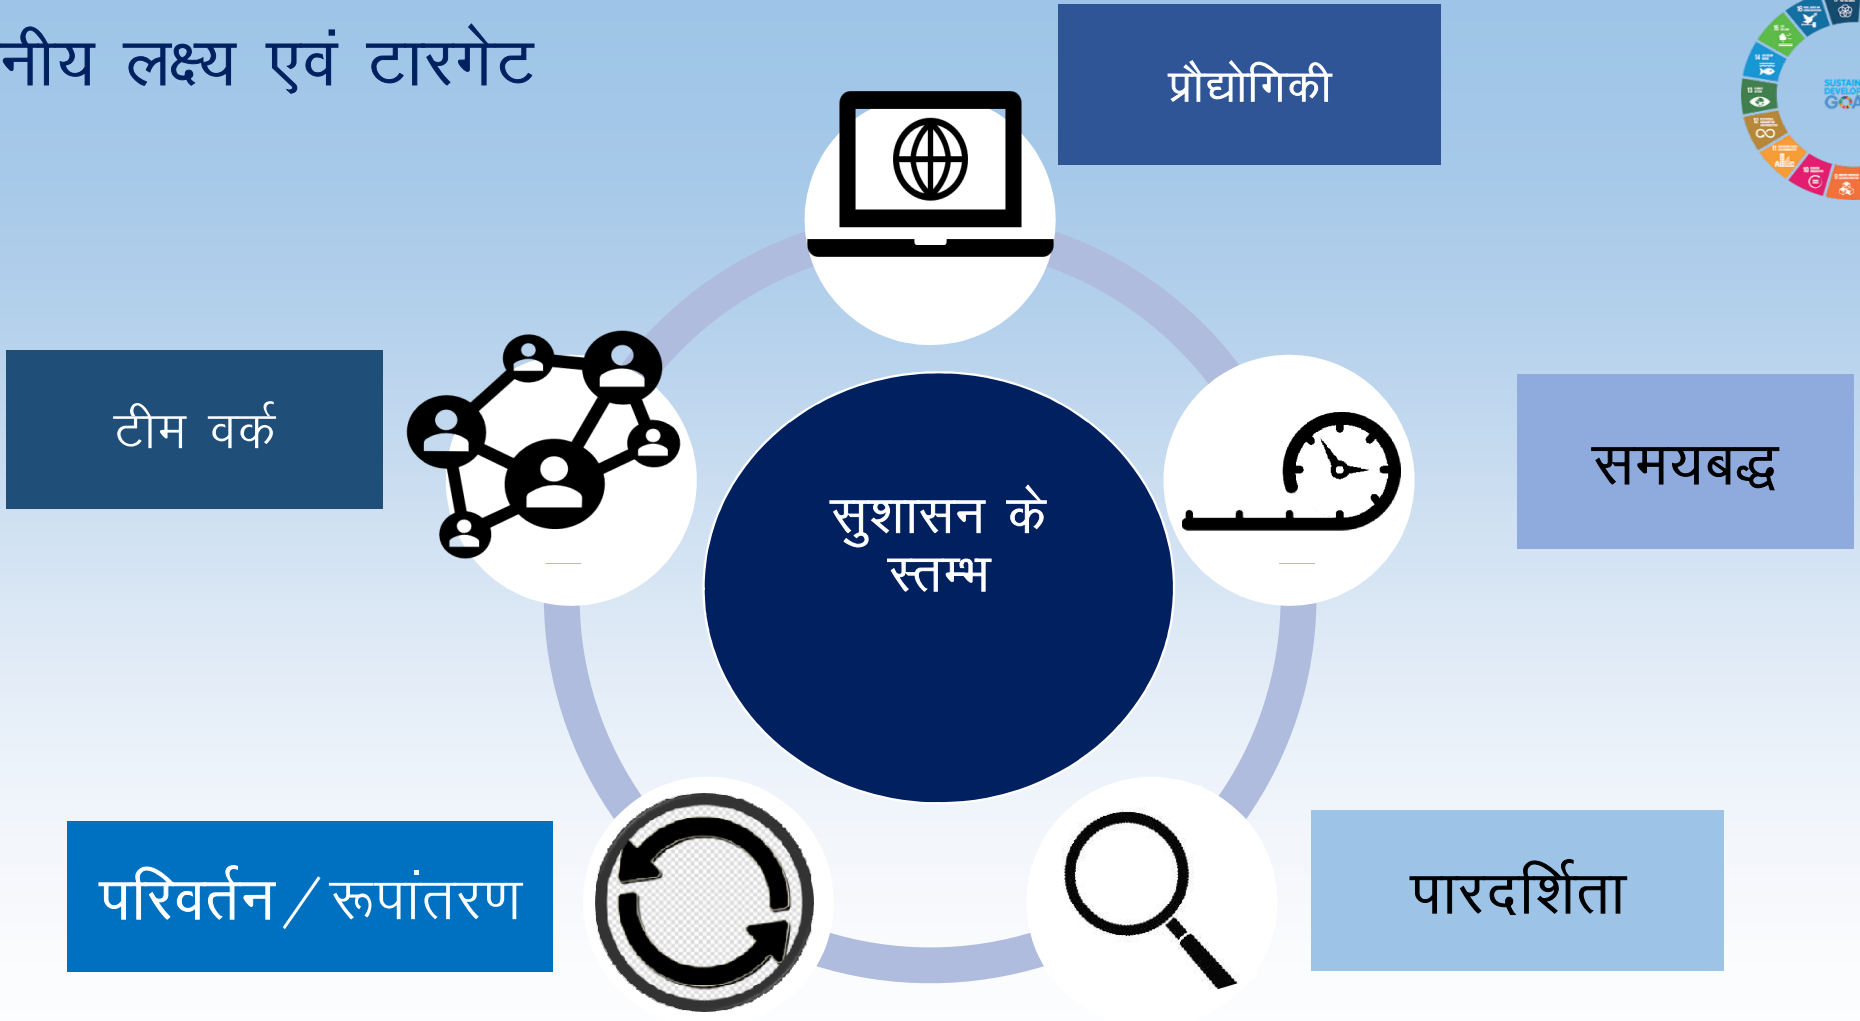 नीय लक्ष्य एवं टारगेट
प्रौद्योगिकी
टीम वर्क
समयबद्ध
सुशासन के
स्तम्भ
परिवर्तन/रूपांतरण
पारदर्शिता